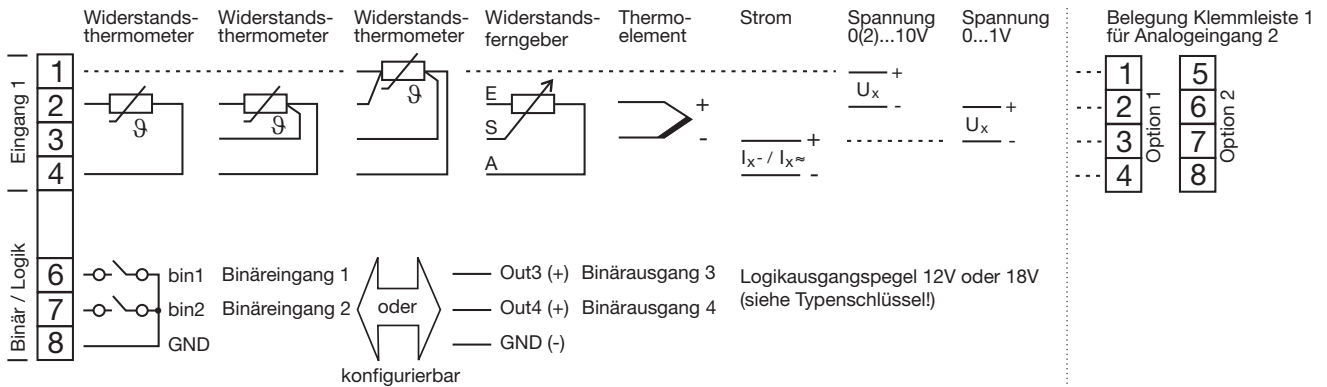 Widerstands-
thermometer
Widerstands-
thermometer
Widerstands-
thermometer
Widerstands-
ferngeber
Thermo-
element
Strom
Spannung
0(2)...10V
Spannung
0...1V
Belegung Klemmleiste 1
für Analogeingang 2
Eingang 1
1
2
3
4
ϑ
ϑ
ϑ
E
S
A
+
-
+
Ix- / Ix≈
-
+
Ux
-
+
Ux
-
1
2
3
4
Option 1
5
6
7
8
Option 2
Binär / Logik
6
7
8
bin1 Binäreingang 1
bin2 Binäreingang 2
GND
oder
konfigurierbar
Out3 (+) Binärausgang 3
Out4 (+) Binärausgang 4
GND (-)
Logikausgangspegel 12V oder 18V
(siehe Typenschlüssel!)